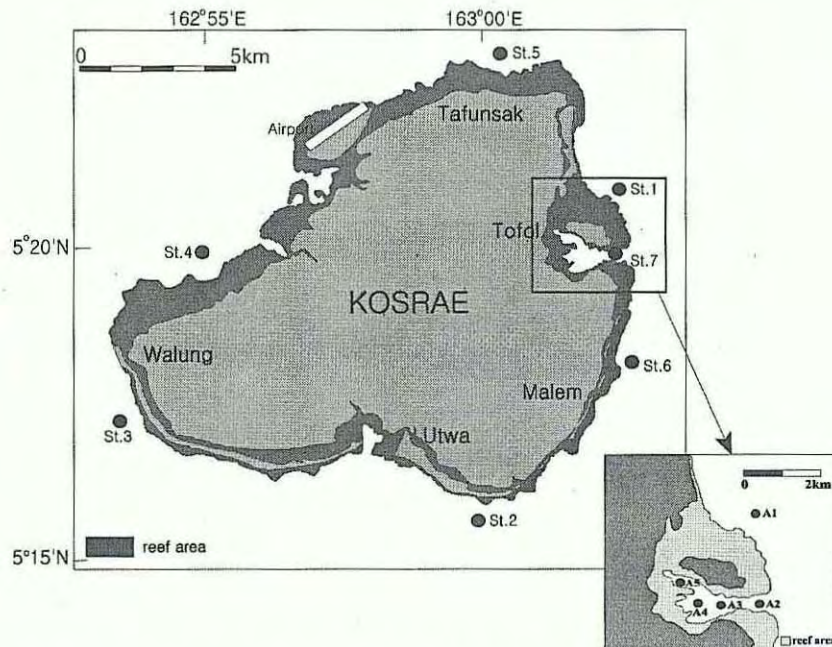 162°55'E
163°00'E
0 5km
St.5
Airport
Tafunsak
St.1
5°20'N
St.4
Tofol
St.7
KOSRAE
Walung
St.6
Malem
St.3
Utwa
St.2
reef area
5°15'N
0 2km
A1
A5
A4
A3
A2
reef area